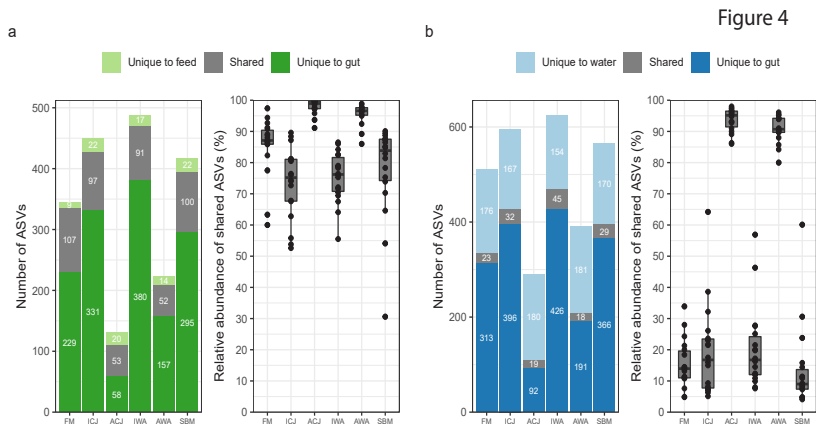 Figure 4
a
Unique to feed Shared Unique to gut
Number of ASVs
500
400
300
200
100
0
22 17 22
97 91 100
107 20 14
53 52
229 331 58 380 157 295
FM ICJ ACJ IWA AWA SBM
Relative abundance of shared ASVs (%)
100
90
80
70
60
50
40
30
20
10
0
FM ICJ ACJ IWA AWA SBM
b
Unique to water Shared Unique to gut
Number of ASVs
600
400
200
0
176 167 180 154 181 170
23 32 19 45 18 29
313 396 92 426 191 366
FM ICJ ACJ IWA AWA SBM
Relative abundance of shared ASVs (%)
100
90
80
70
60
50
40
30
20
10
0
FM ICJ ACJ IWA AWA SBM